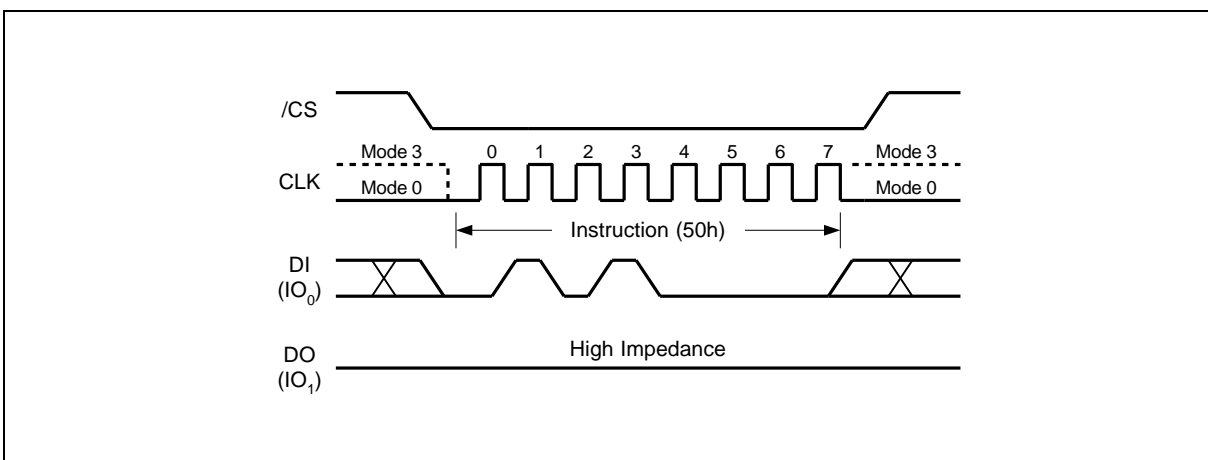 /CS
Mode 3 0 1 2 3 4 5 6 7 Mode 3
CLK
Mode 0 Mode 0
Instruction (50h)
DI
(IO0)
High Impedance
DO
(IO1)